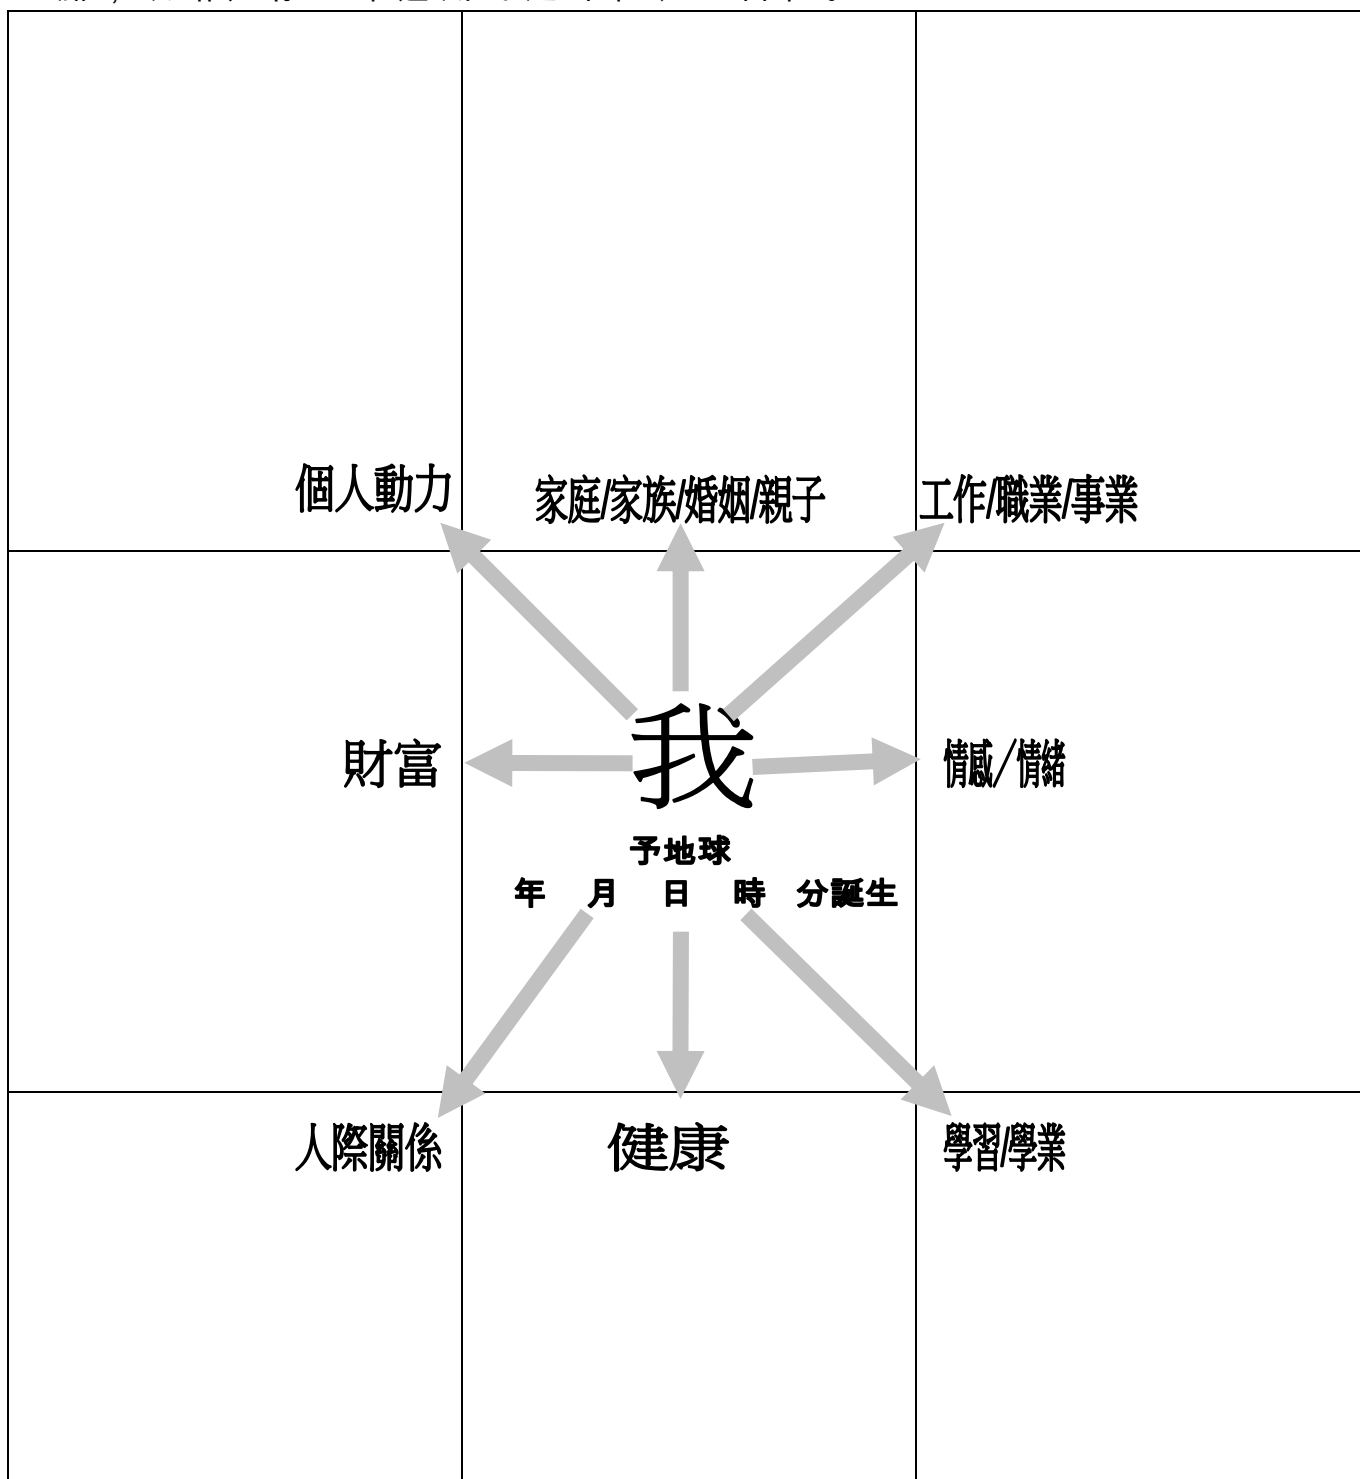 個人動力
家庭/家族/婚姻/親子
工作/職業/事業
財富
我
情感／情緒
予地球
年 月 日 時 分誕生
人際關係
健康
學習/學業